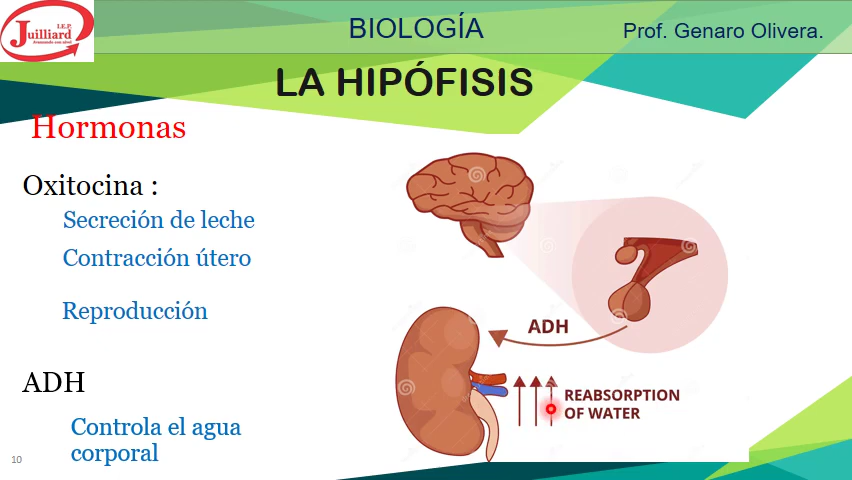 I.E.P.
Juilliard
BIOLOGÍA
Prof. Genaro Olivera.
LA HIPÓFISIS
Hormonas
Oxitocina :
Secreción de leche
Contracción útero
Reproducción
ADH
Controla el agua
corporal
ADH
REABSORPTION
OF WATER
10